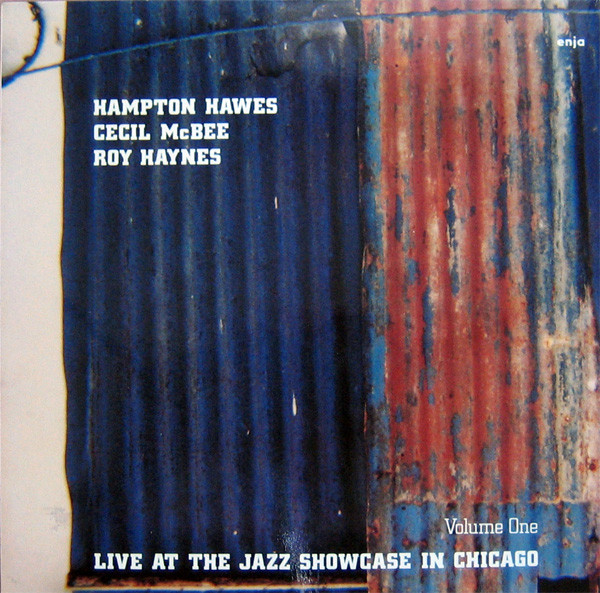 enja
HAMPTON HAWES
CECIL McBEE
ROY HAYNES
Volume One
LIVE AT THE JAZZ SHOWCASE IN CHICAGO